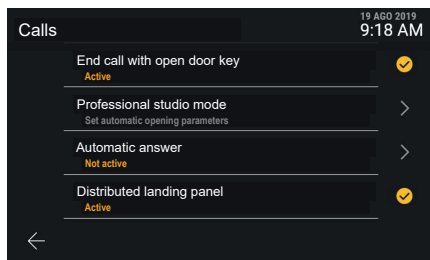 19 AGO 2019
Calls
9:18 AM
End call with open door key
Active
Professional studio mode
Set automatic opening parameters
Automatic answer
Not active
Distributed landing panel
Active